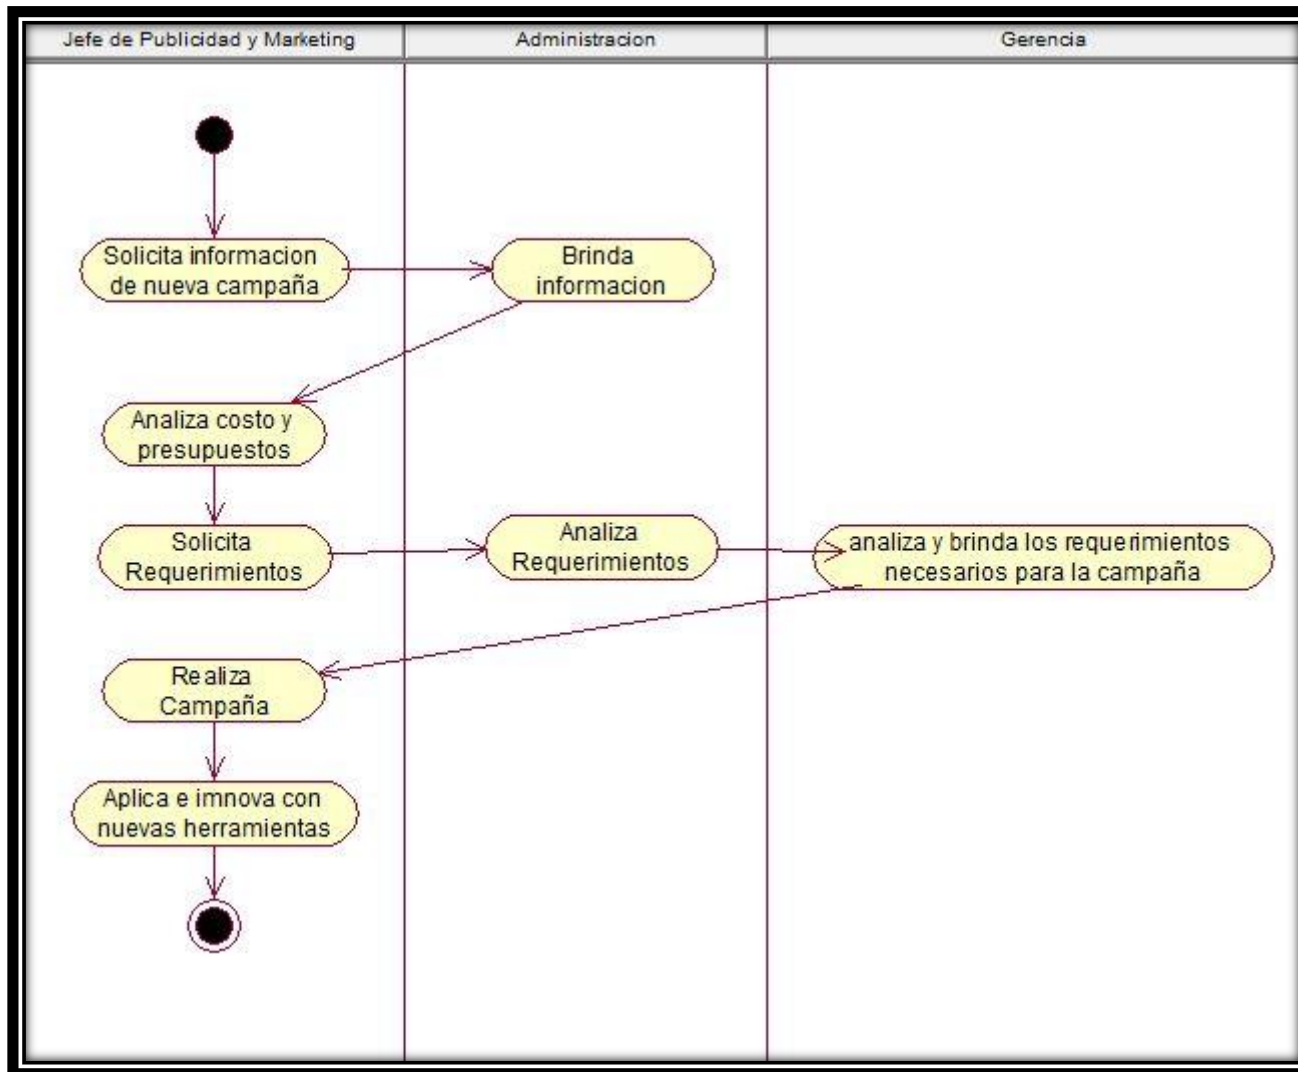 Jefe de Publicidad y Marketing
Administracion
Gerencia
Solicita informacion
de nueva campaña
Brinda
informacion
Analiza costo y
presupuestos
Solicita
Requerimientos
Analiza
Requerimientos
analiza y brinda los requerimientos
necesarios para la campaña
Realiza
Campaña
Aplica e imnova con
nuevas herramientas